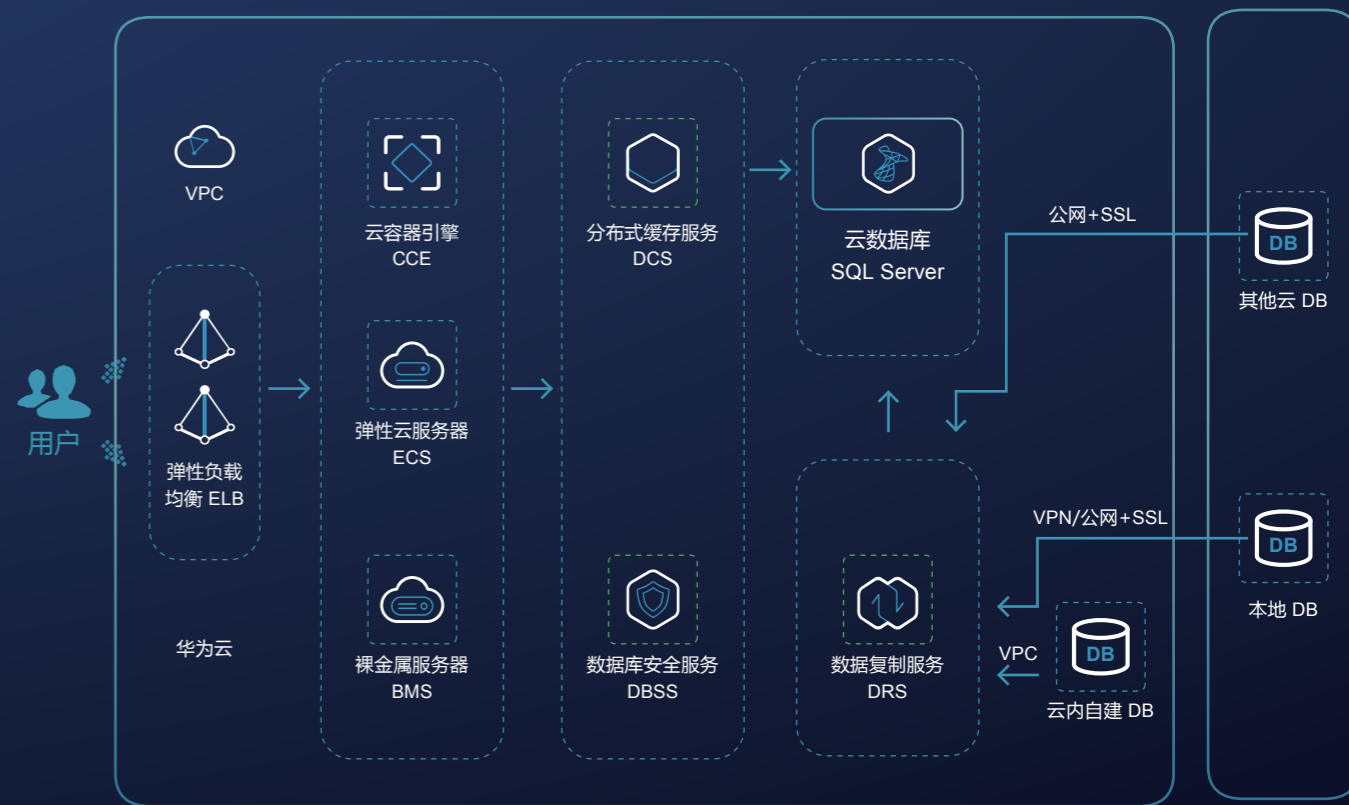 VPC
用户
弹性负载
均衡 ELB
华为云
云容器引擎
CCE
弹性云服务器
ECS
裸金属服务器
BMS
分布式缓存服务
DCS
数据库安全服务
DBSS
云数据库
SQL Server
数据复制服务
DRS
公网+SSL
VPN/公网+SSL
VPC
DB
云内自建 DB
DB
其他云 DB
DB
本地 DB